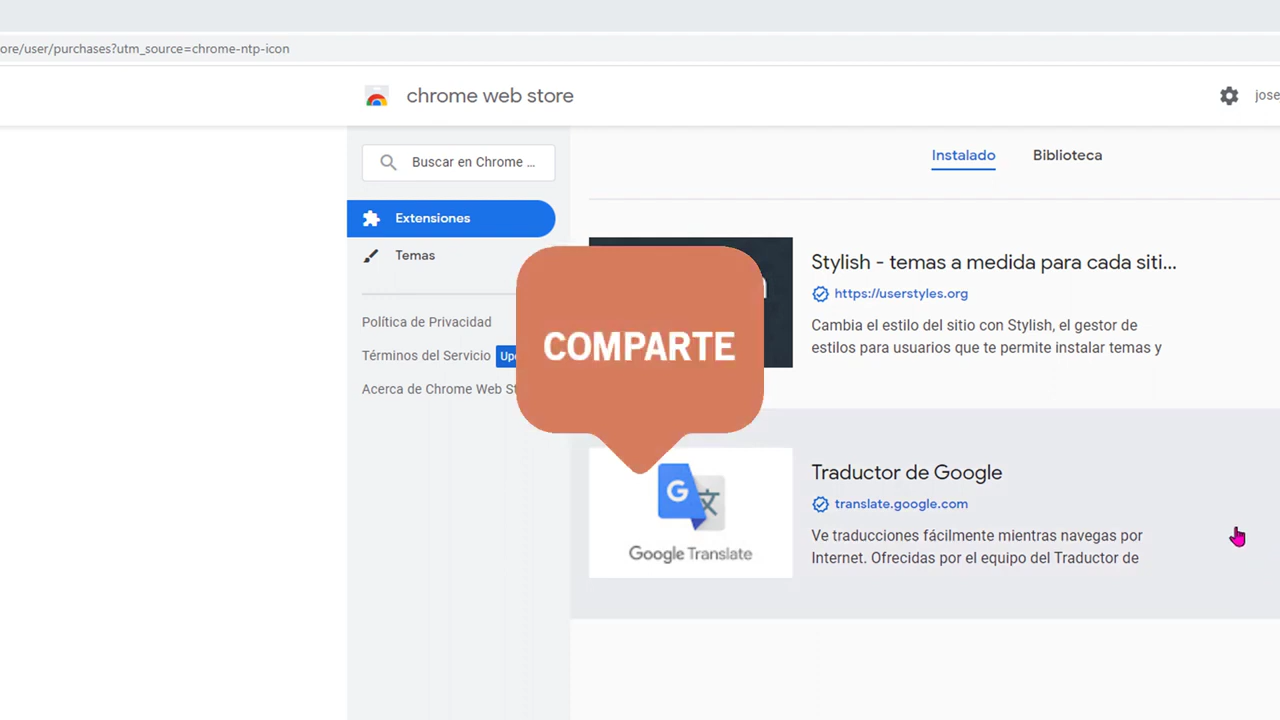 ore/user/purchases?utm_source=chrome-ntp-icon
chrome web store
jose
Buscar en Chrome ...
Instalado
Biblioteca
Extensiones
Temas
Política de Privacidad
Términos del Servicio
Acerca de Chrome Web
COMPARTE
Stylish - temas a medida para cada siti...
https://userstyles.org
Cambia el estilo del sitio con Stylish, el gestor de
estilos para usuarios que te permite instalar temas y
Google Translate
Traductor de Google
translate.google.com
Ve traducciones fácilmente mientras navegas por
Internet. Ofrecidas por el equipo del Traductor de